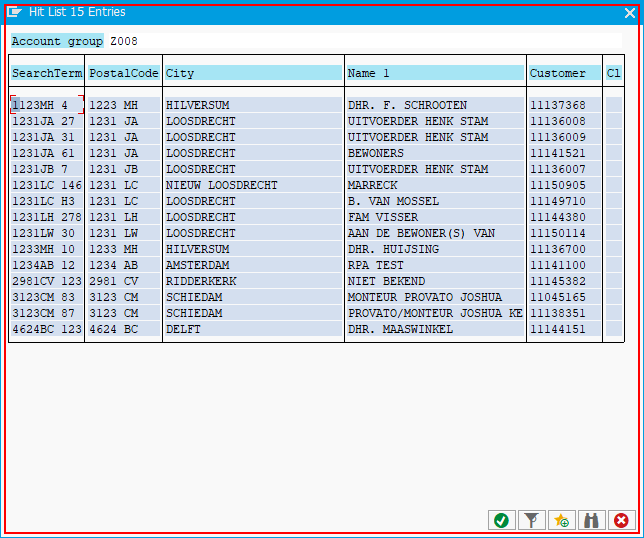 Hit List 15 Entries
Account group Z008
SearchTerm PostalCode City Name 1 Customer Cl
1123MH 4 1223 MH HILVERSUM DHR. F. SCHROOTEN 11137368
1231JA 27 1231 JA LOOSDRECHT UITVOERDER HENK STAM 11136008
1231JA 31 1231 JA LOOSDRECHT UITVOERDER HENK STAM 11136009
1231JA 61 1231 JA LOOSDRECHT BEWONERS 11141521
1231JB 7 1231 JB LOOSDRECHT UITVOERDER HENK STAM 11136007
1231LC 146 1231 LC NIEUW LOOSDRECHT MARRECK 11150905
1231LC H3 1231 LC LOOSDRECHT B. VAN MOSSEL 11149710
1231LH 278 1231 LH LOOSDRECHT FAM VISSER 11144380
1231LW 30 1231 LW LOOSDRECHT AAN DE BEWONER(S) VAN 11150114
1233MH 10 1233 MH HILVERSUM DHR. HUIJSING 11136700
1234AB 12 1234 AB AMSTERDAM RPA TEST 11141100
2981CV 123 2981 CV RIDDERKERK NIET BEKEND 11145382
3123CM 83 3123 CM SCHIEDAM MONTEUR PROVATO JOSHUA 11045165
3123CM 87 3123 CM SCHIEDAM PROVATO/MONTEUR JOSHUA KE 11138351
4624BC 123 4624 BC DELFT DHR. MAASWINKEL 11144151